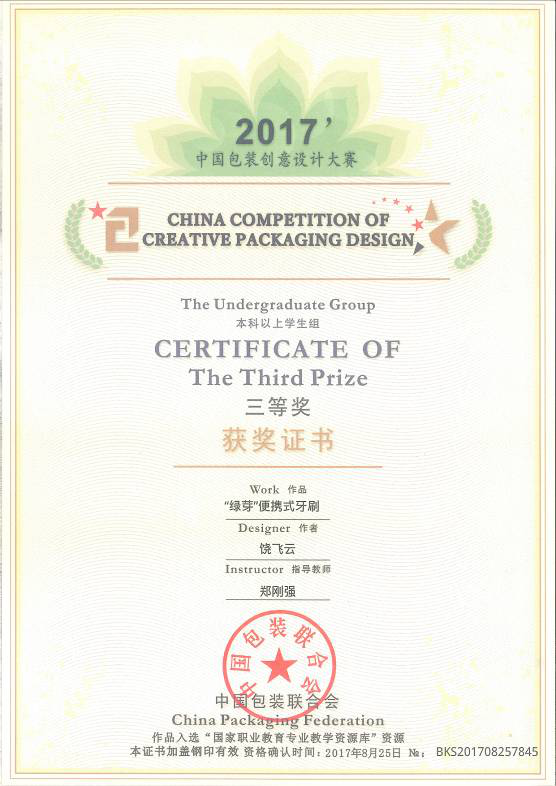 2017’
中国包装创意设计大赛
CHINA COMPETITION OF
CREATIVE PACKAGING DESIGN
The Undergraduate Group
本科以上学生组
CERTIFICATE OF
The Third Prize
三等奖
获奖证书
Work 作品
“绿芽”便携式牙刷
Designer 作者
饶飞云
Instructor 指导教师
郑刚强
中国包装联合会
中国包装联合会
China Packaging Federation
作品入选“国家职业教育专业教学资源库”资源
本证书加盖钢印有效 资格确认时间：2017年8月25日 №： BKS201708257845